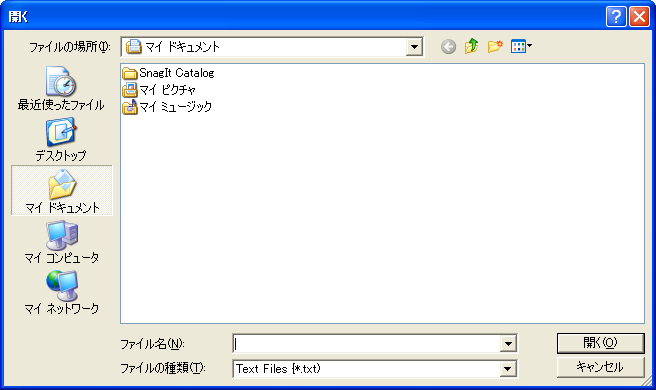 開く
ファイルの場所(I):
マイ ドキュメント
最近使ったファイル
デスクトップ
マイ ドキュメント
マイ コンピュータ
マイ ネットワーク
SnagIt Catalog
マイ ピクチャ
マイ ミュージック
ファイル名(N):
開く(O)
ファイルの種類(T):
Text Files {*.txt)
キャンセル